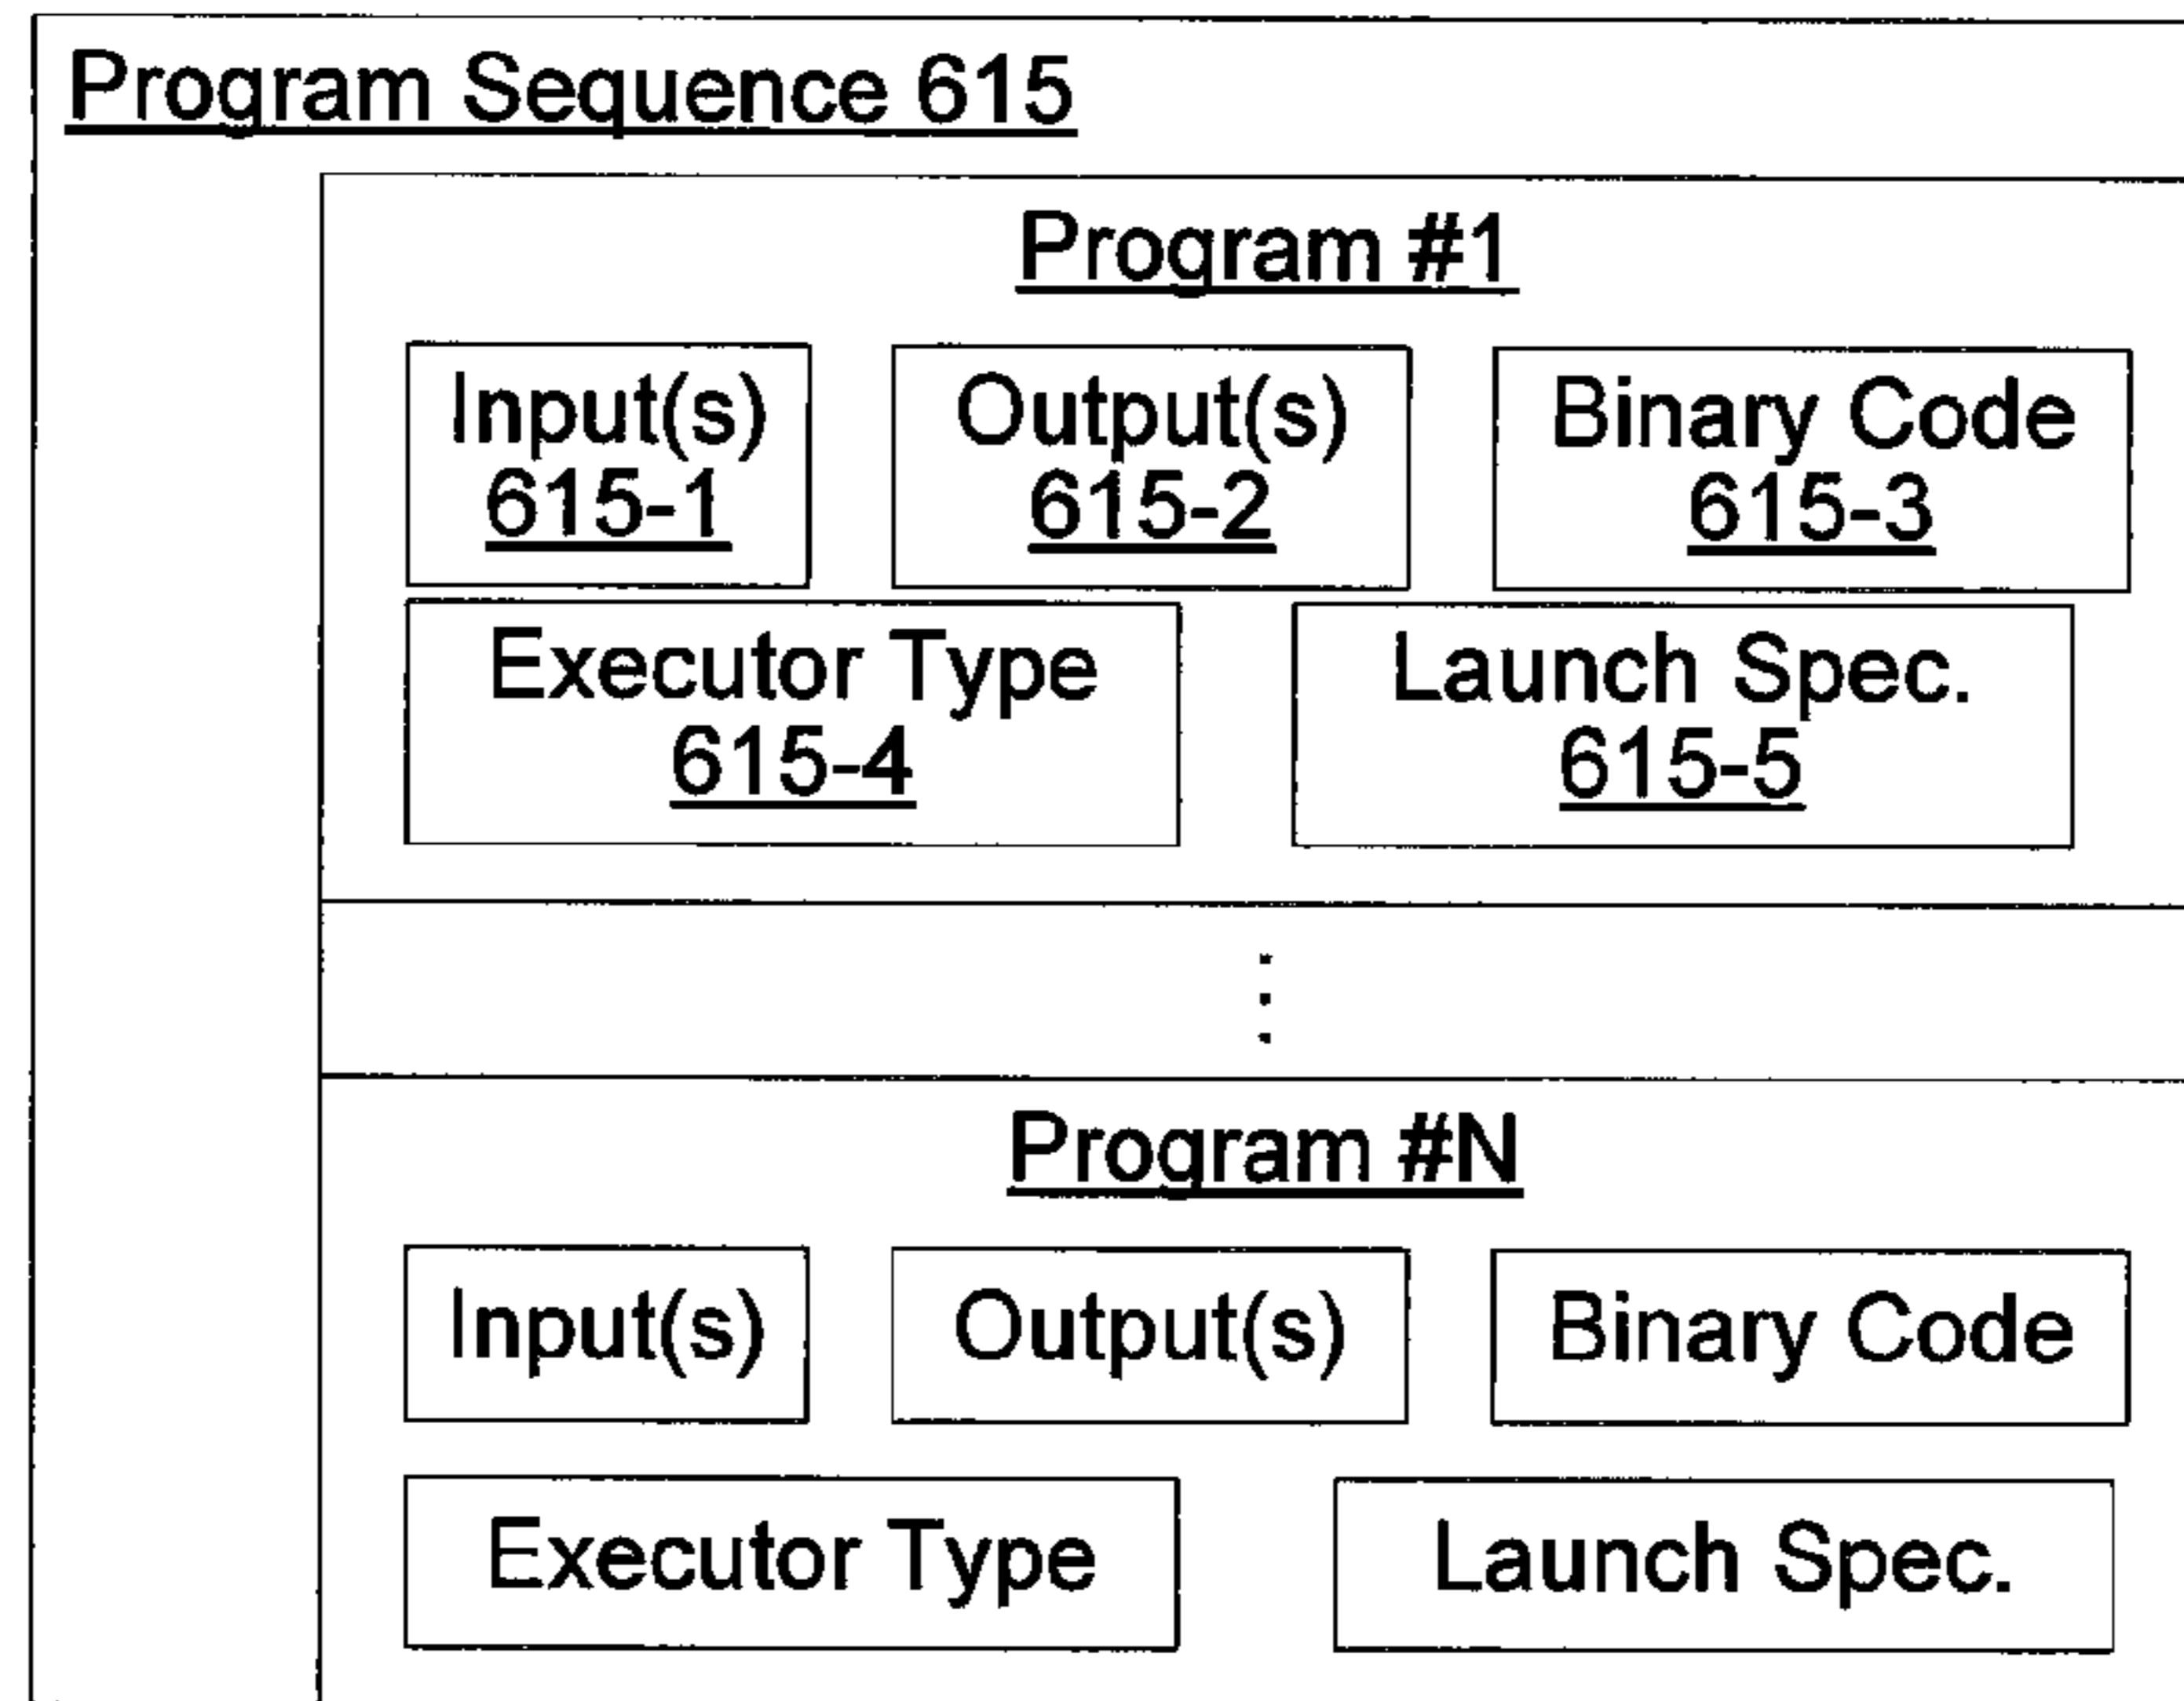 Program Sequence 615
Program #1
Input(s)
615-1
Output(s)
615-2
Binary Code
615-3
Executor Type
615-4
Launch Spec.
615-5
Program #N
Input(s)
Output(s)
Binary Code
Executor Type
Launch Spec.